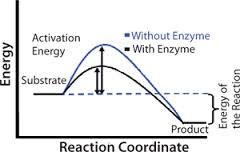 Activation
Energy
Without Enzyme
With Enzyme
Substrate
Product
Energy
Energy of
the Reaction
Reaction Coordinate